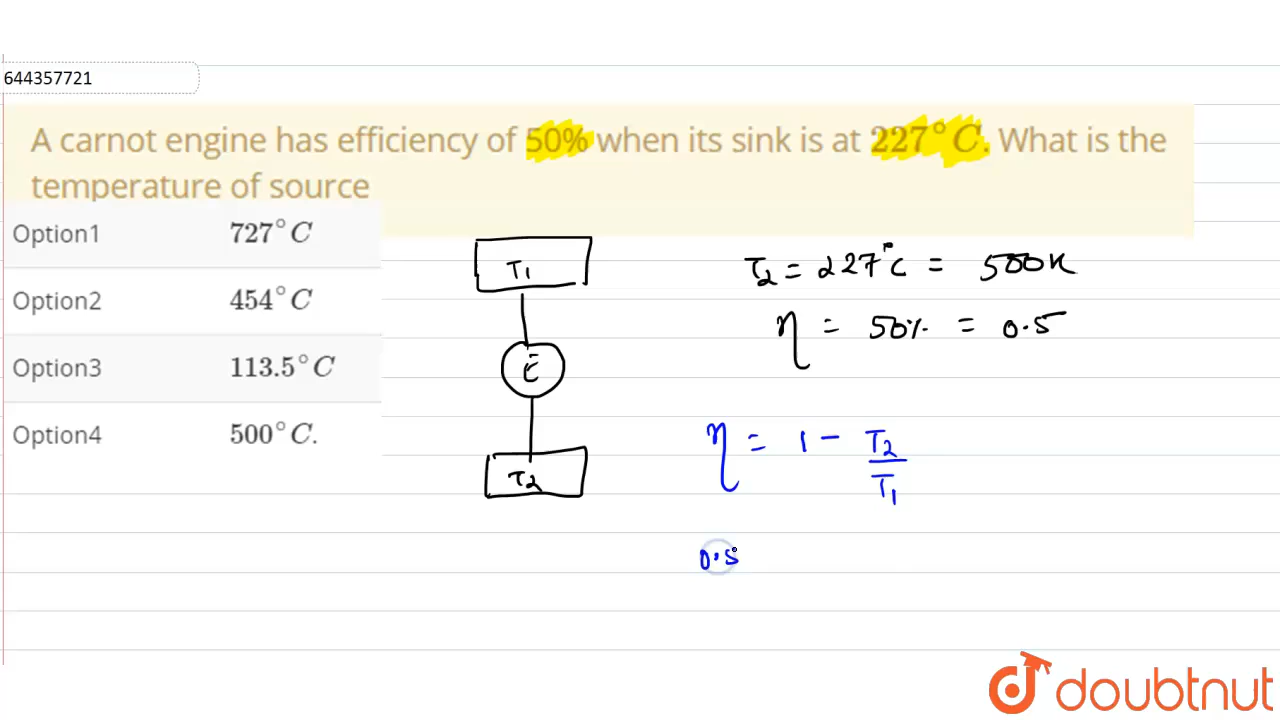 644357721
A carnot engine has efficiency of 50% when its sink is at 227°C. What is the
temperature of source
Option1 727°C
Option2 454°C
Option3 113.5°C
Option4 500°C.
T1
E
T2
T2 = 227°C = 500K
η = 50% = 0.5
η = 1 - T2/T1
0.5
doubtnut